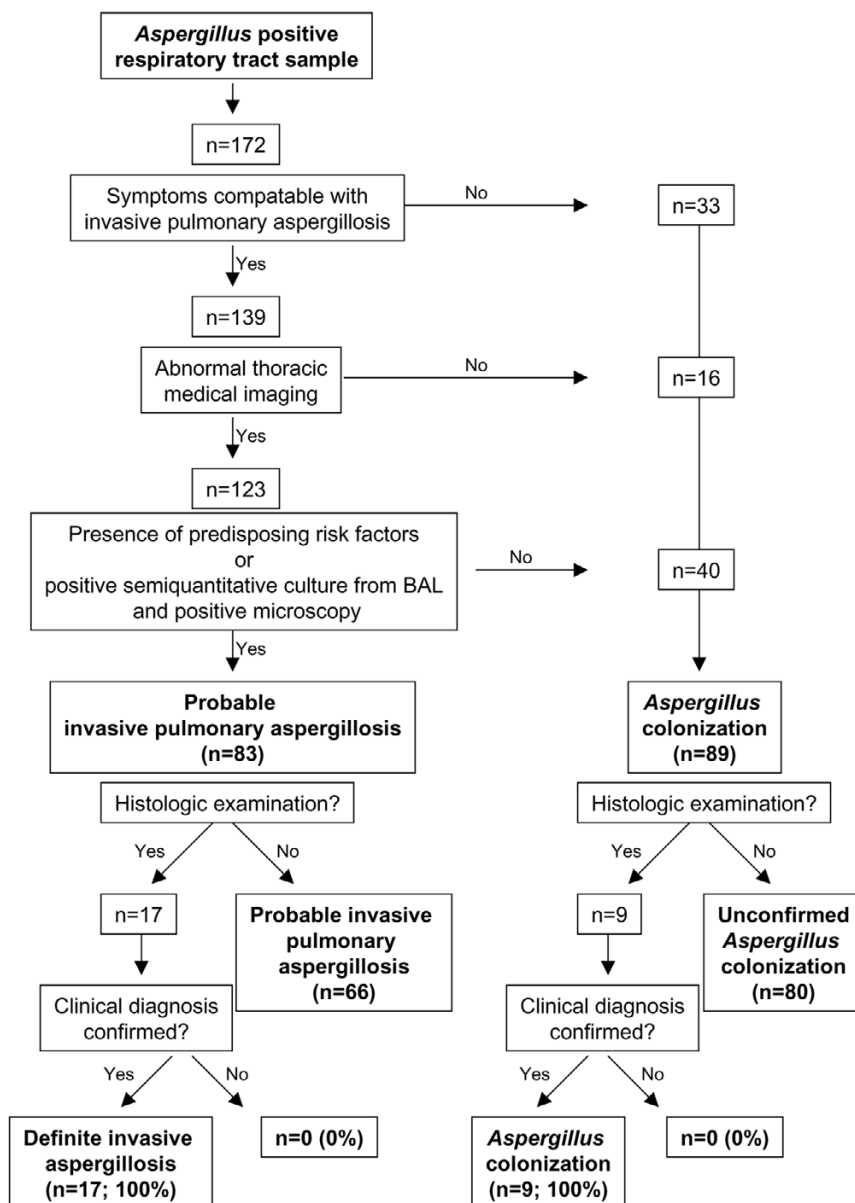 Aspergillus positive
respiratory tract sample
n=172
Symptoms compatable with
invasive pulmonary aspergillosis
No
n=33
Yes
n=139
Abnormal thoracic
medical imaging
No
n=16
Yes
n=123
Presence of predisposing risk factors
or
positive semiquantitative culture from BAL
and positive microscopy
No
n=40
Yes
Probable
invasive pulmonary aspergillosis
(n=83)
Aspergillus
colonization
(n=89)
Histologic examination?
Histologic examination?
Yes
No
Yes
No
n=17
Probable invasive
pulmonary
aspergillosis
(n=66)
n=9
Unconfirmed
Aspergillus
colonization
(n=80)
Clinical diagnosis
confirmed?
Clinical diagnosis
confirmed?
Yes
No
Yes
No
Definite invasive
aspergillosis
(n=17; 100%)
n=0 (0%)
Aspergillus
colonization
(n=9; 100%)
n=0 (0%)